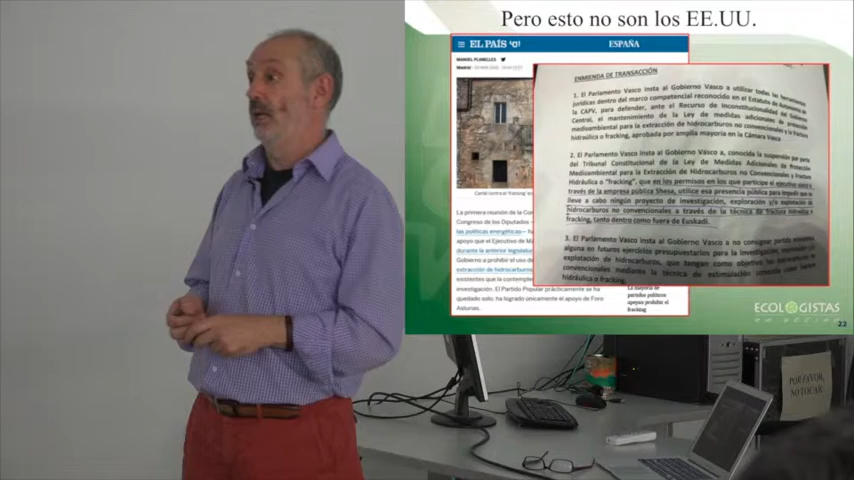 Pero esto no son los EE.UU.
EL PAÍS
ESPAÑA
MANUEL PLANELLES
Madrid
ENMIENDA DE TRANSACCIÓN
1. El Parlamento Vasco insta al Gobierno Vasco a utilizar todas las herramientas
jurídicas dentro del marco competencial reconocido en el Estatuto de Autonomía de
la CAPV, para defender, ante el Recurso de Inconstitucionalidad del Gobierno
Central, el mantenimiento de la Ley de medidas adicionales de protección
medioambiental para la extracción de hidrocarburos no convencionales y la fractura
hidráulica o fracking, aprobada por amplia mayoría en la Cámara Vasca
2. El Parlamento Vasco insta al Gobierno Vasco a, conocida la suspensión por parte
del Tribunal Constitucional de la Ley de Medidas Adicionales de Protección
Medioambiental para la Extracción de Hidrocarburos no Convencionales y Fractura
Hidráulica o "fracking", que en los permisos en los que participe el ejecutivo vasco a
través de la empresa pública Shesa, utilice esa presencia pública para impedir que se
lleve a cabo ningún proyecto de investigación, exploración y/o explotación de
hidrocarburos no convencionales a través de la técnica de fractura hidráulica o
fracking, tanto dentro como fuera de Euskadi.
3. El Parlamento Vasco insta al Gobierno Vasco a no consignar partida económica
alguna en futuros ejercicios presupuestarios para la investigación,
explotación de hidrocarburos, que tengan como objetivo
convencionales mediante la técnica de estimulación conocida como fractura
hidráulica o fracking.
Cartel contra el 'fracking'
La primera reunión de la
Congreso de los Diputados
las políticas energéticas
apoyo que el Ejecutivo de
durante la anterior legislatura
Gobierno a prohibir el uso de
extracción de hidrocarburos
existentes que la
investigación. El Partido Popular prácticamente se ha
quedado solo, ha logrado únicamente el apoyo de Foro
Asturias.
La mayoría de
partidos políticos
apoyan prohibir el
fracking
ECOLOGISTAS
en acción
22
POR FAVOR,
NO TOCAR